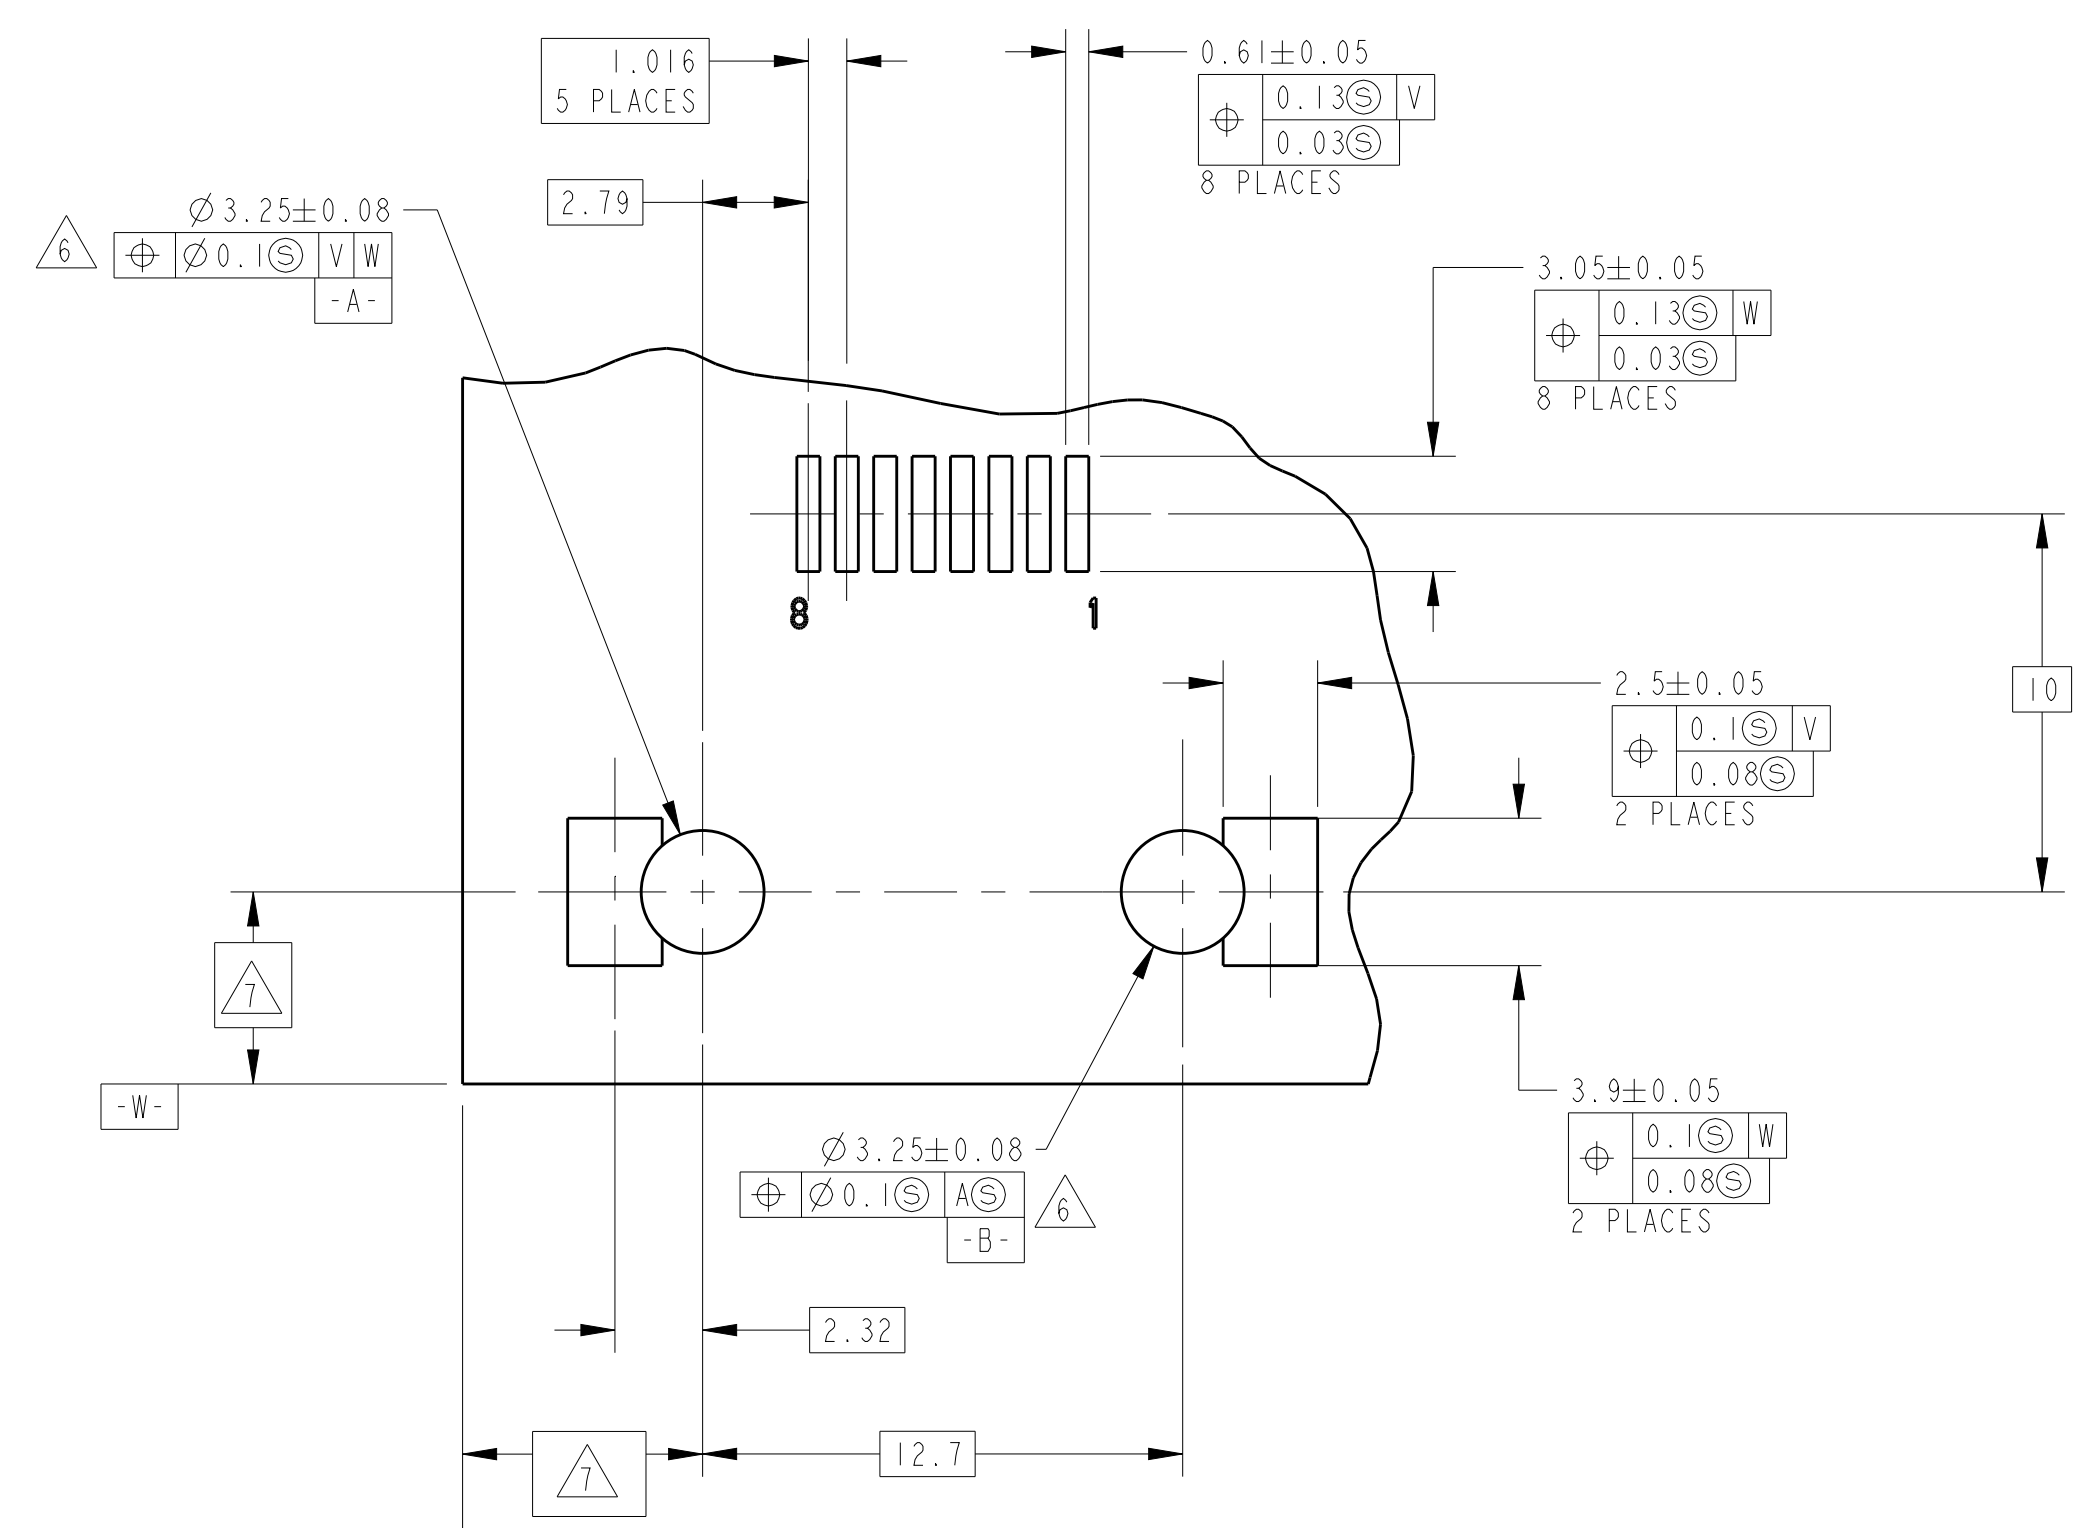 1.016
5 PLACES
0.61±0.05
⌖ 0.13Ⓢ V
0.03Ⓢ
8 PLACES
2.79
Ø3.25±0.08
6
⌖ Ø0.1Ⓢ V W
-A-
3.05±0.05
⌖ 0.13Ⓢ W
0.03Ⓢ
8 PLACES
8 1
10
2.5±0.05
⌖ 0.1Ⓢ V
0.08Ⓢ
2 PLACES
7
-W-
3.9±0.05
⌖ 0.1Ⓢ W
0.08Ⓢ
2 PLACES
Ø3.25±0.08
⌖ Ø0.1Ⓢ AⓈ
6
-B-
2.32
7
12.7